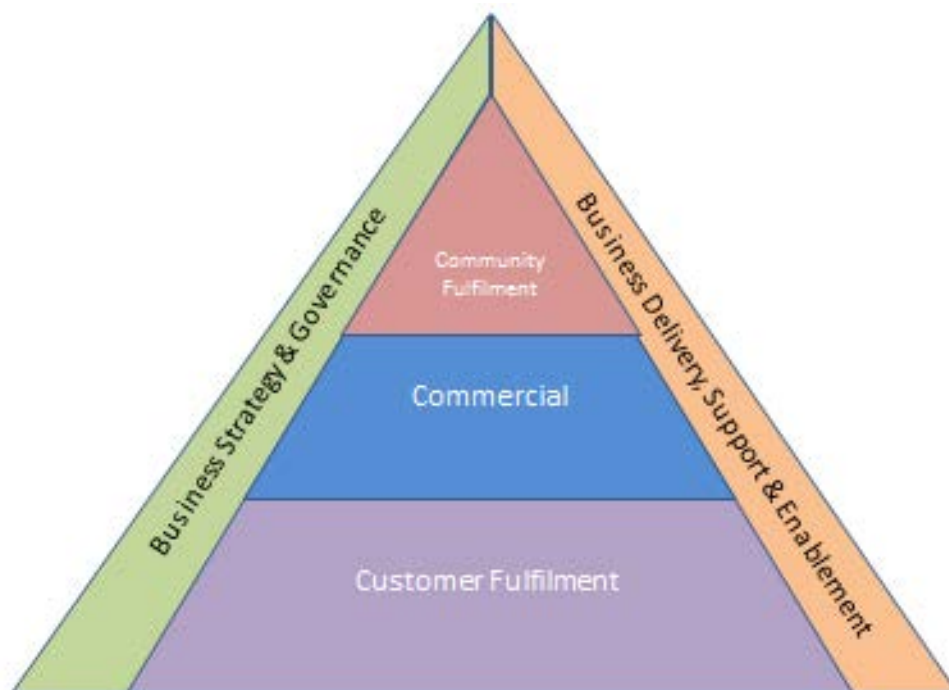 Business Strategy & Governance
Business Delivery, Support & Enablement
Community
Fulfilment
Commercial
Customer Fulfilment